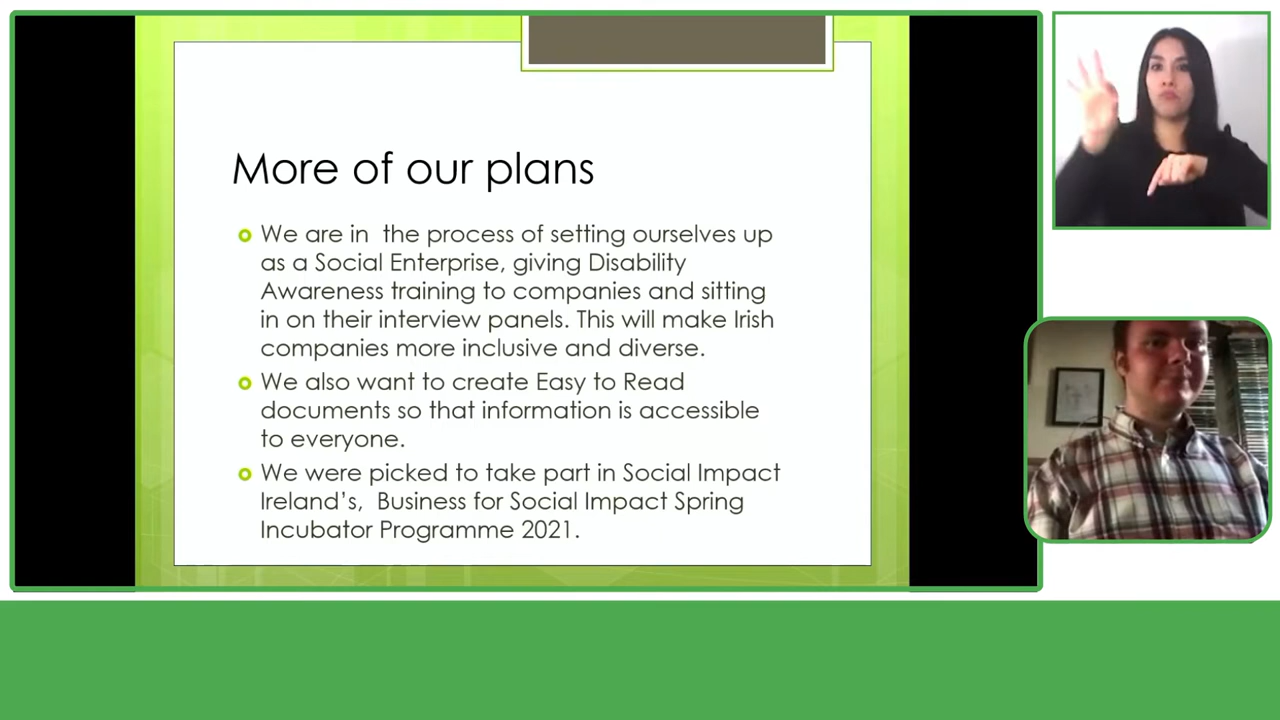 More of our plans
We are in  the process of setting ourselves up
as a Social Enterprise, giving Disability
Awareness training to companies and sitting
in on their interview panels. This will make Irish
companies more inclusive and diverse.
We also want to create Easy to Read
documents so that information is accessible
to everyone.
We were picked to take part in Social Impact
Ireland’s,  Business for Social Impact Spring
Incubator Programme 2021.